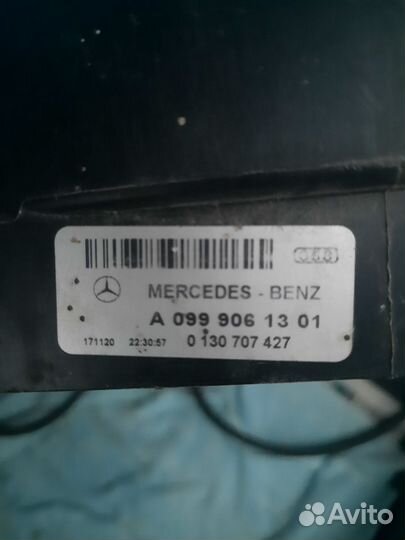 MERCEDES - BENZ
A 099 906 13 01
171120 22:30:57 0 130 707 427
Avito